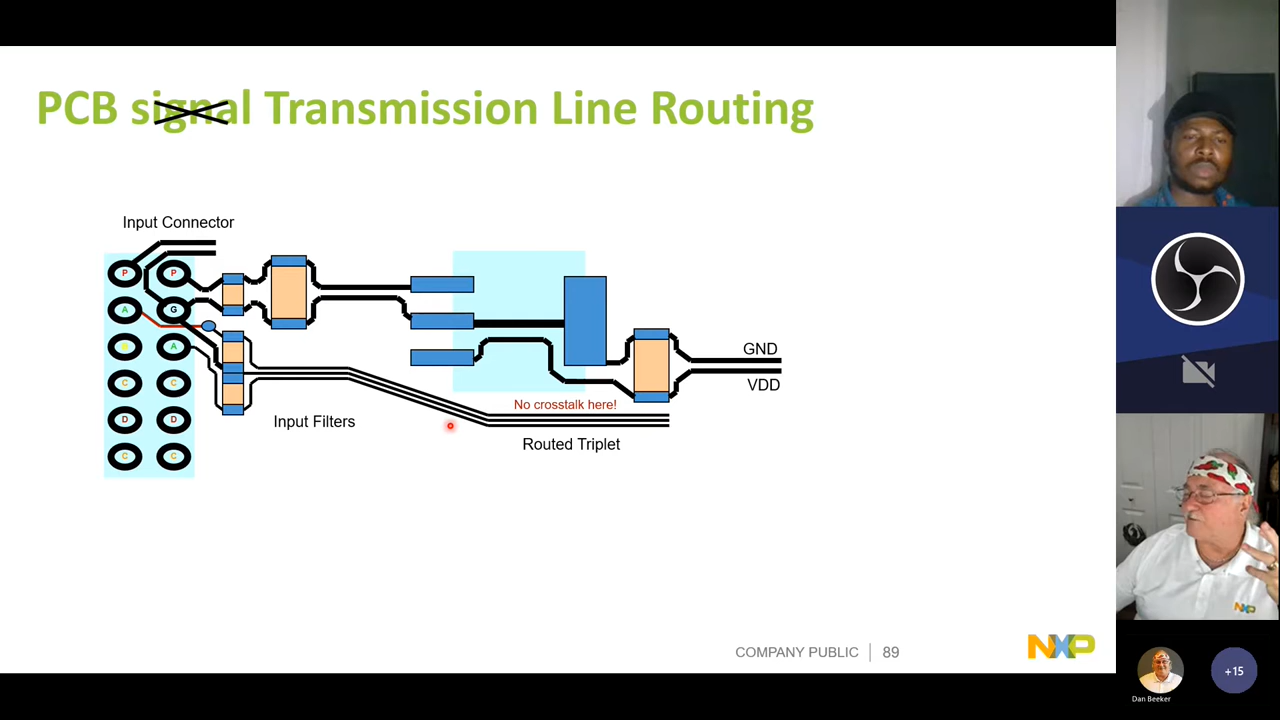 PCB signal Transmission Line Routing
Input Connector
P P
A G
A
C C
D D
C C
GND
VDD
No crosstalk here!
Input Filters
Routed Triplet
COMPANY PUBLIC | 89
NXP
NXP
+15
Dan Beeker